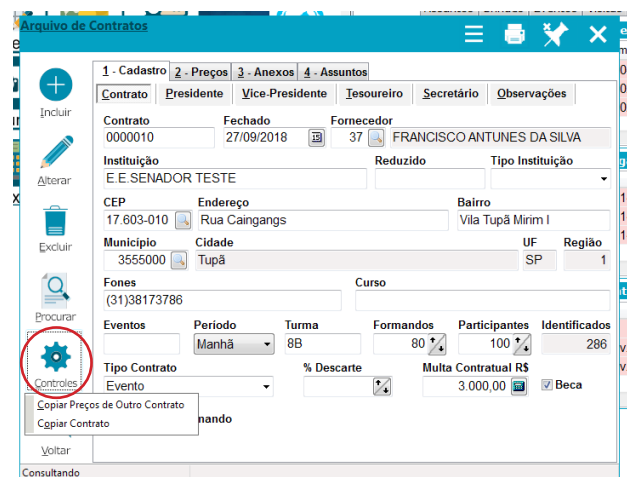 Arquivo de Contratos
1 - Cadastro 2 - Preços 3 - Anexos 4 - Assuntos
Contrato Presidente Vice-Presidente Tesoureiro Secretário Observações
Incluir
Contrato Fechado Fornecedor
0000010 27/09/2018 15 37 FRANCISCO ANTUNES DA SILVA
Instituição Reduzido Tipo Instituição
E.E.SENADOR TESTE
Alterar
CEP Endereço Bairro
17.603-010 Rua Caingangs Vila Tupã Mirim I
Excluir
Município Cidade UF Região
3555000 Tupã SP 1
Fones Curso
(31)38173786
Procurar
Eventos Período Turma Formandos Participantes Identificados
Manhã 8B 80 100 286
Tipo Contrato % Descarte Multa Contratual R$
Controles
Evento 3.000,00 Beca
Copiar Preços de Outro Contrato
Copiar Contrato
nando
Voltar
Consultando